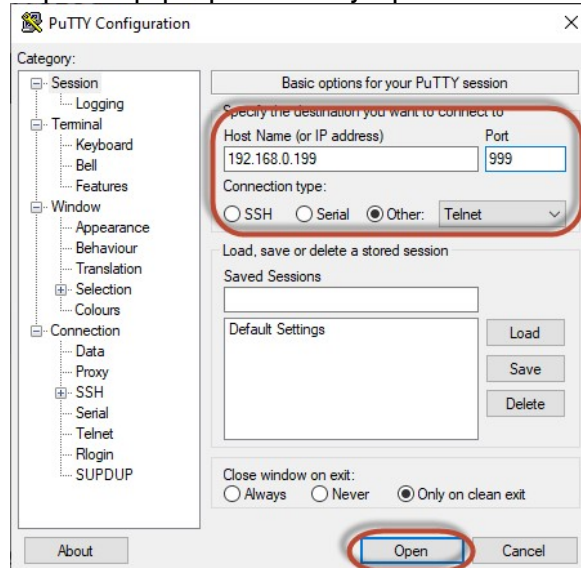 PuTTY Configuration
Category:
Session
Logging
Terminal
Keyboard
Bell
Features
Window
Appearance
Behaviour
Translation
Selection
Colours
Connection
Data
Proxy
SSH
Serial
Telnet
Rlogin
SUPDUP
Basic options for your PuTTY session
Specify the destination you want to connect to
Host Name (or IP address) Port
192.168.0.199 999
Connection type:
SSH Serial Other: Telnet
Load, save or delete a stored session
Saved Sessions
Default Settings
Load
Save
Delete
Close window on exit:
Always Never Only on clean exit
About Open Cancel